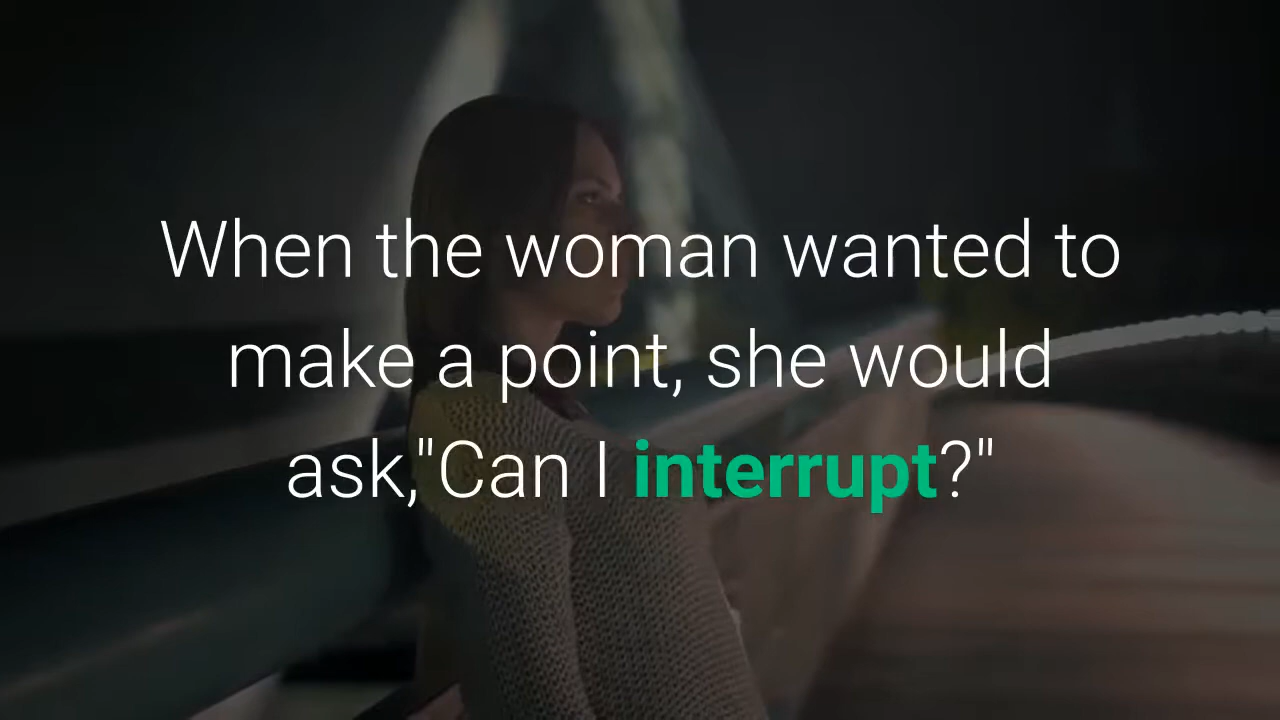 When the woman wanted to
make a point, she would
ask,"Can I interrupt?"